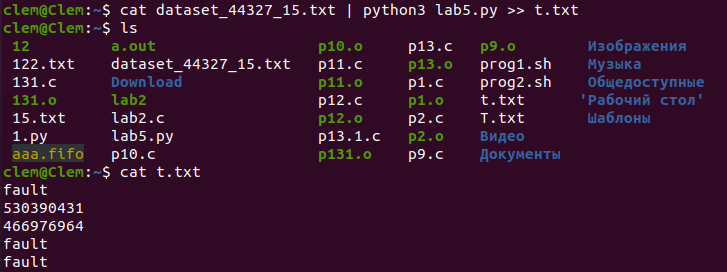 clem@Clem:~$ cat dataset_44327_15.txt | python3 lab5.py >> t.txt
clem@Clem:~$ ls
12 a.out p10.o p13.c p9.o Изображения
122.txt dataset_44327_15.txt p11.c p13.o prog1.sh Музыка
131.c Download p11.o p1.c prog2.sh Общедоступные
131.o lab2 p12.c p1.o t.txt 'Рабочий стол'
15.txt lab2.c p12.o p2.c T.txt Шаблоны
1.py lab5.py p13.1.c p2.o Видео
aaa.fifo p10.c p131.o p9.c Документы
clem@Clem:~$ cat t.txt
fault
530390431
466976964
fault
fault